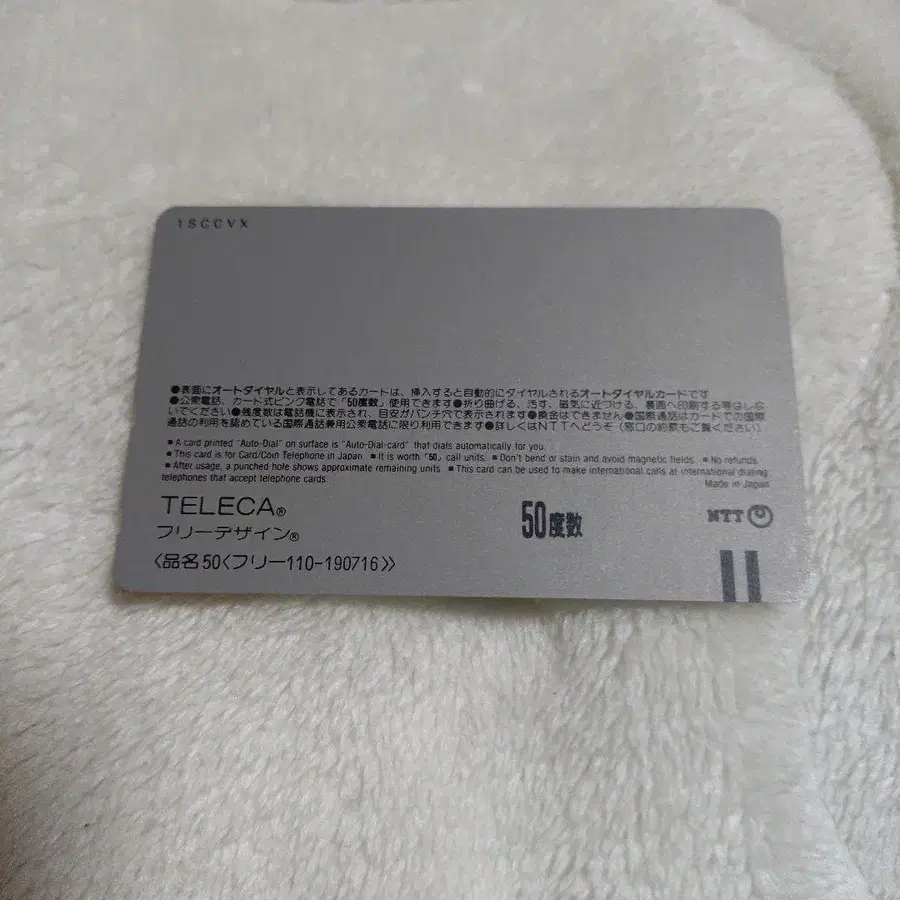 1SCCVX
●表面にオートダイヤルと表示してあるカードは、挿入すると自動的にダイヤルされるオートダイヤルカードです
●公衆電話、カード式ピンク電話で「50度数」使用できます●折り曲げる、汚す、磁気に近づける、裏面へ印刷する等はしな
いでください●残度数は電話機に表示され、目安がパンチ穴で表示されます●換金はできません●国際通話はカードでの国際
通話の利用を認めている国際通話兼用公衆電話に限り利用できます●詳しくはNTTへどうぞ（窓口の約款もご覧ください）
■ A card printed "Auto-Dial" on surface is "Auto-Dial-card" that dials automatically for you.
■ This card is for Card/Coin Telephone in Japan. ■ It is worth 「50」 call units. ■ Don't bend or stain and avoid magnetic fields. ■ No refunds.
■ After usage, a punched hole shows approximate remaining units. ■ This card can be used to make international calls at international dialing
telephones that accept telephone cards.
Made in Japan
TELECA®
フリーデザイン®
50度数
NTT
〈品名50〈フリー110-190716〉〉